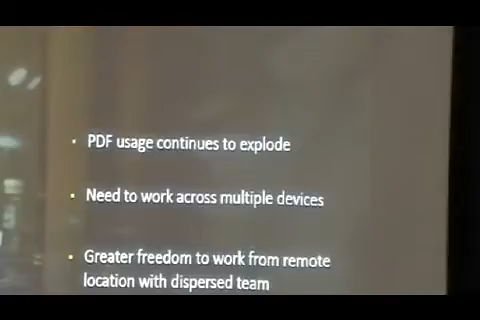 • PDF usage continues to explode
• Need to work across multiple devices
• Greater freedom to work from remote
location with dispersed team